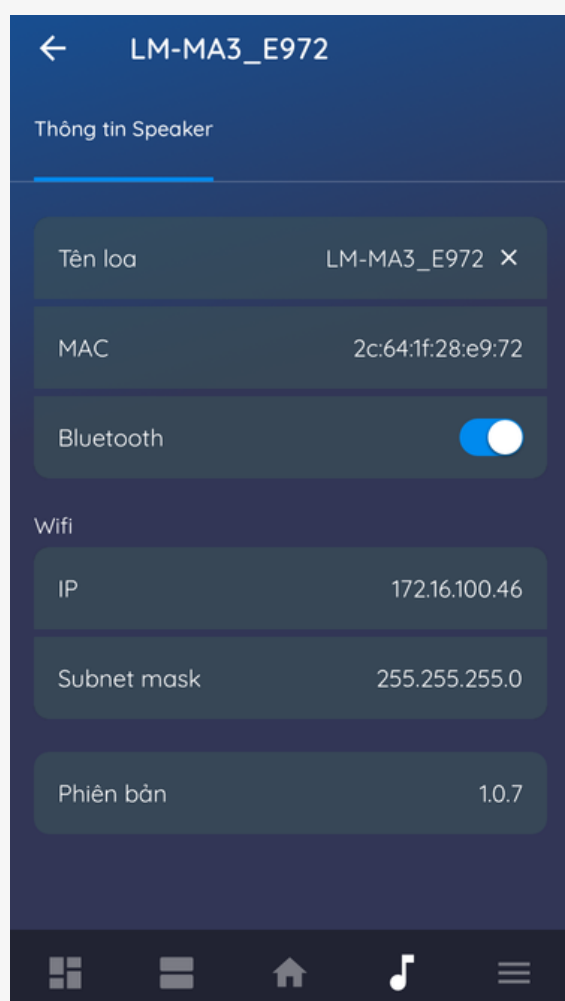 LM-MA3_E972
Thông tin Speaker
Tên loa LM-MA3_E972
MAC 2c:64:1f:28:e9:72
Bluetooth
Wifi
IP 172.16.100.46
Subnet mask 255.255.255.0
Phiên bản 1.0.7